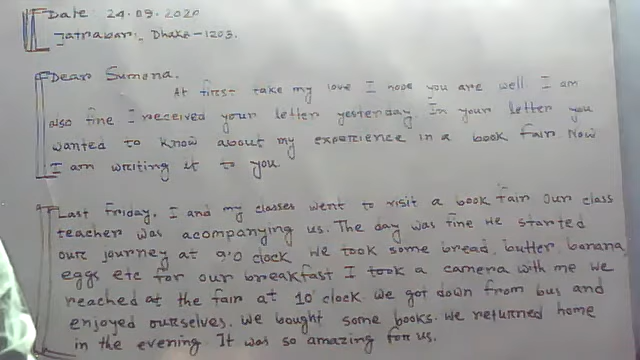 Date: 24.09.2020
Jatrabari, Dhaka-1203.
Dear Sumona.
At first take my love I hope you are well. I am
also fine I received your letter yesterday. In your letter you
wanted to know about my experience in a book fair. Now
I am writing it to you.
Last Friday, I and my classes went to visit a book fair our class
teacher was acompanying us. The day was fine We started
our journey at 9'0 clock. We took some bread, butter, banana
eggs etc for our breakfast I took a camera with me We
reached at the fair at 10 clock. We got down from bus and
enjoyed ourselves. We bought some books. We returned home
in the evening. It was so amazing for us.